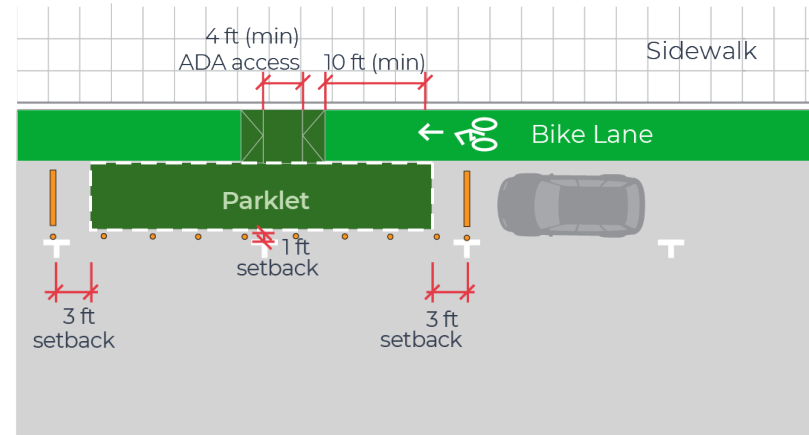 4 ft (min)
ADA access
10 ft (min)
Sidewalk
Bike Lane
Parklet
1 ft
setback
3 ft
setback
3 ft
setback